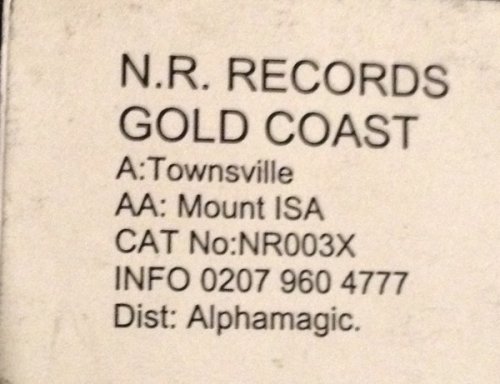 N.R. RECORDS
GOLD COAST
A:Townsville
AA: Mount ISA
CAT No:NR003X
INFO 0207 960 4777
Dist: Alphamagic.